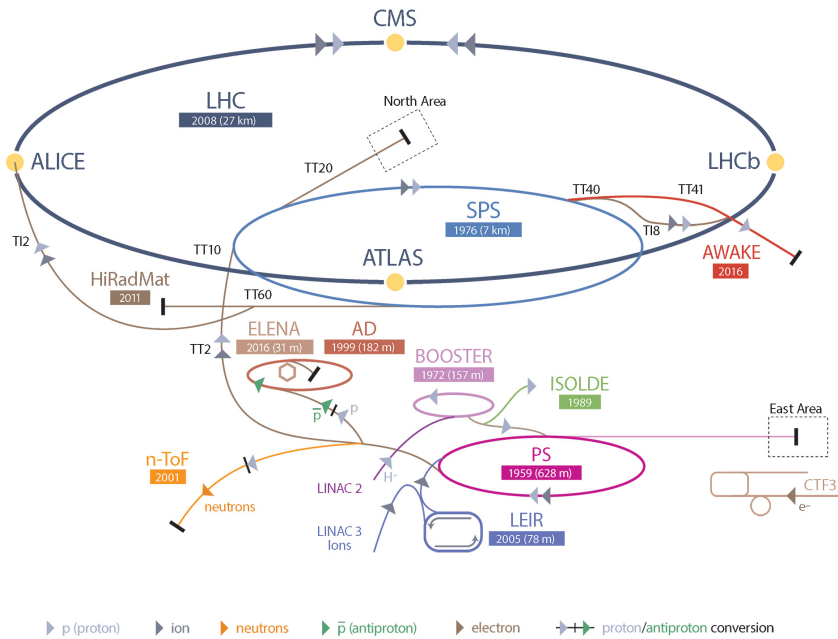 CMS
LHC
2008 (27 km)
North Area
ALICE
TT20
LHCb
TT40
TT41
SPS
1976 (7 km)
TI2
TI8
TT10
ATLAS
AWAKE
2016
HiRadMat
2011
TT60
ELENA
2016 (31 m)
AD
1999 (182 m)
TT2
BOOSTER
1972 (157 m)
ISOLDE
1989
p̅
p
East Area
n-ToF
2001
H⁺
PS
1959 (628 m)
neutrons
LINAC 2
CTF3
e–
LINAC 3
Ions
LEIR
2005 (78 m)
p (proton)
ion
neutrons
p̅ (antiproton)
electron
proton/antiproton conversion